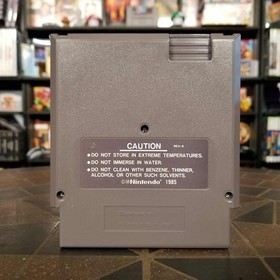 CAUTION REV-A
•DO NOT STORE IN EXTREME TEMPERATURES.
•DO NOT IMMERSE IN WATER.
•DO NOT CLEAN WITH BENZENE, THINNER,
ALCOHOL OR OTHER SUCH SOLVENTS.
©Nintendo 1985